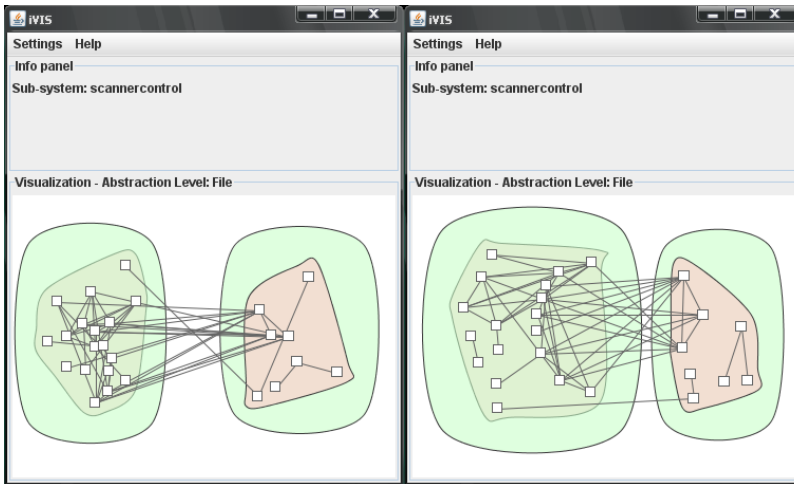 iVIS
Settings Help
Info panel
Sub-system: scannercontrol
Visualization - Abstraction Level: File
iVIS
Settings Help
Info panel
Sub-system: scannercontrol
Visualization - Abstraction Level: File